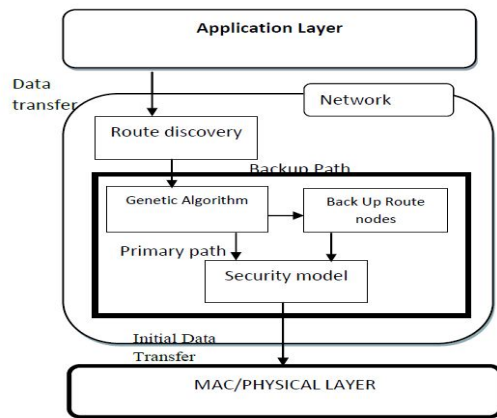 Application Layer
Data
transfer
Network
Route discovery
Backup Path
Genetic Algorithm
Back Up Route
nodes
Primary path
Security model
Initial Data
Transfer
MAC/PHYSICAL LAYER